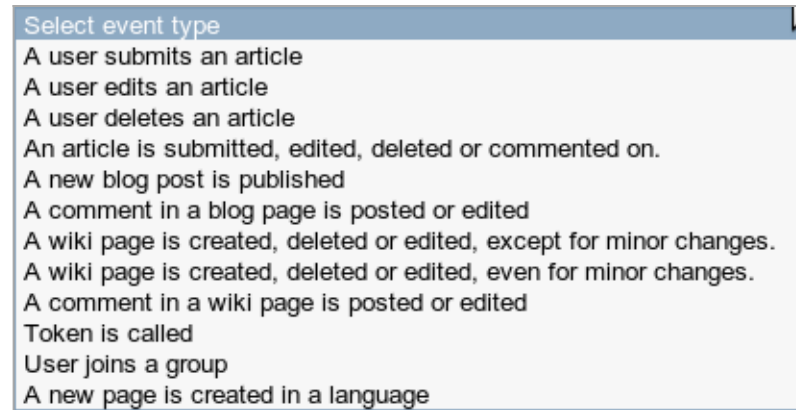 Select event type
A user submits an article
A user edits an article
A user deletes an article
An article is submitted, edited, deleted or commented on.
A new blog post is published
A comment in a blog page is posted or edited
A wiki page is created, deleted or edited, except for minor changes.
A wiki page is created, deleted or edited, even for minor changes.
A comment in a wiki page is posted or edited
Token is called
User joins a group
A new page is created in a language